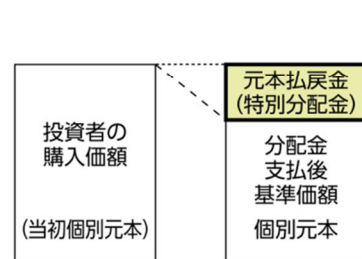 投資者の
購入価額
(当初個別元本)
元本払戻金
(特別分配金)
分配金
支払後
基準価額
個別元本